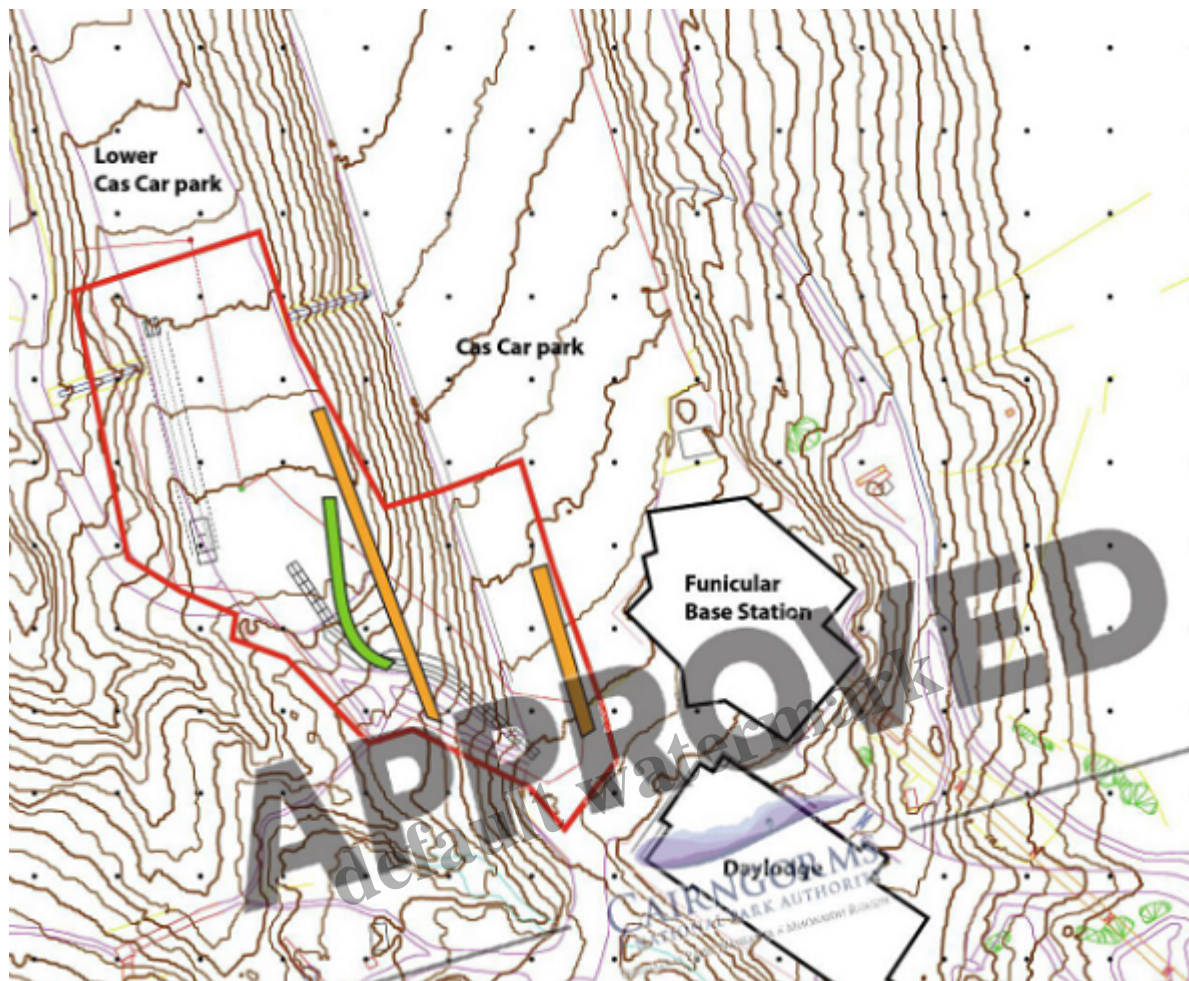 Lower
Cas Car park
Cas Car park
Funicular
Base Station
APPROVED
default watermark
Daylodge
CAIRNGORMS
NATIONAL PARK AUTHORITY